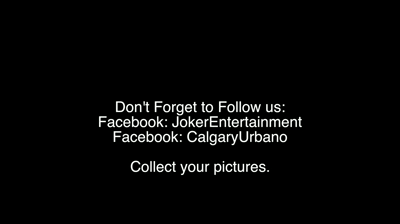 Don't Forget to Follow us:
Facebook: JokerEntertainment
Facebook: CalgaryUrbano
Collect your pictures.